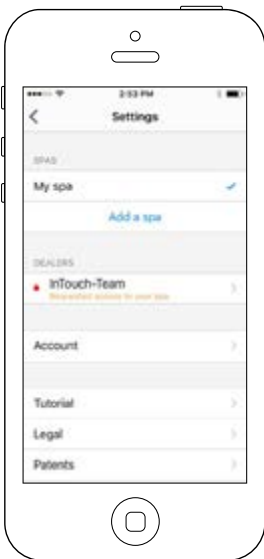 2:53 PM
Settings
SPAS
My spa
Add a spa
DEALERS
InTouch-Team
Requested access to your spa
Account
Tutorial
Legal
Patents